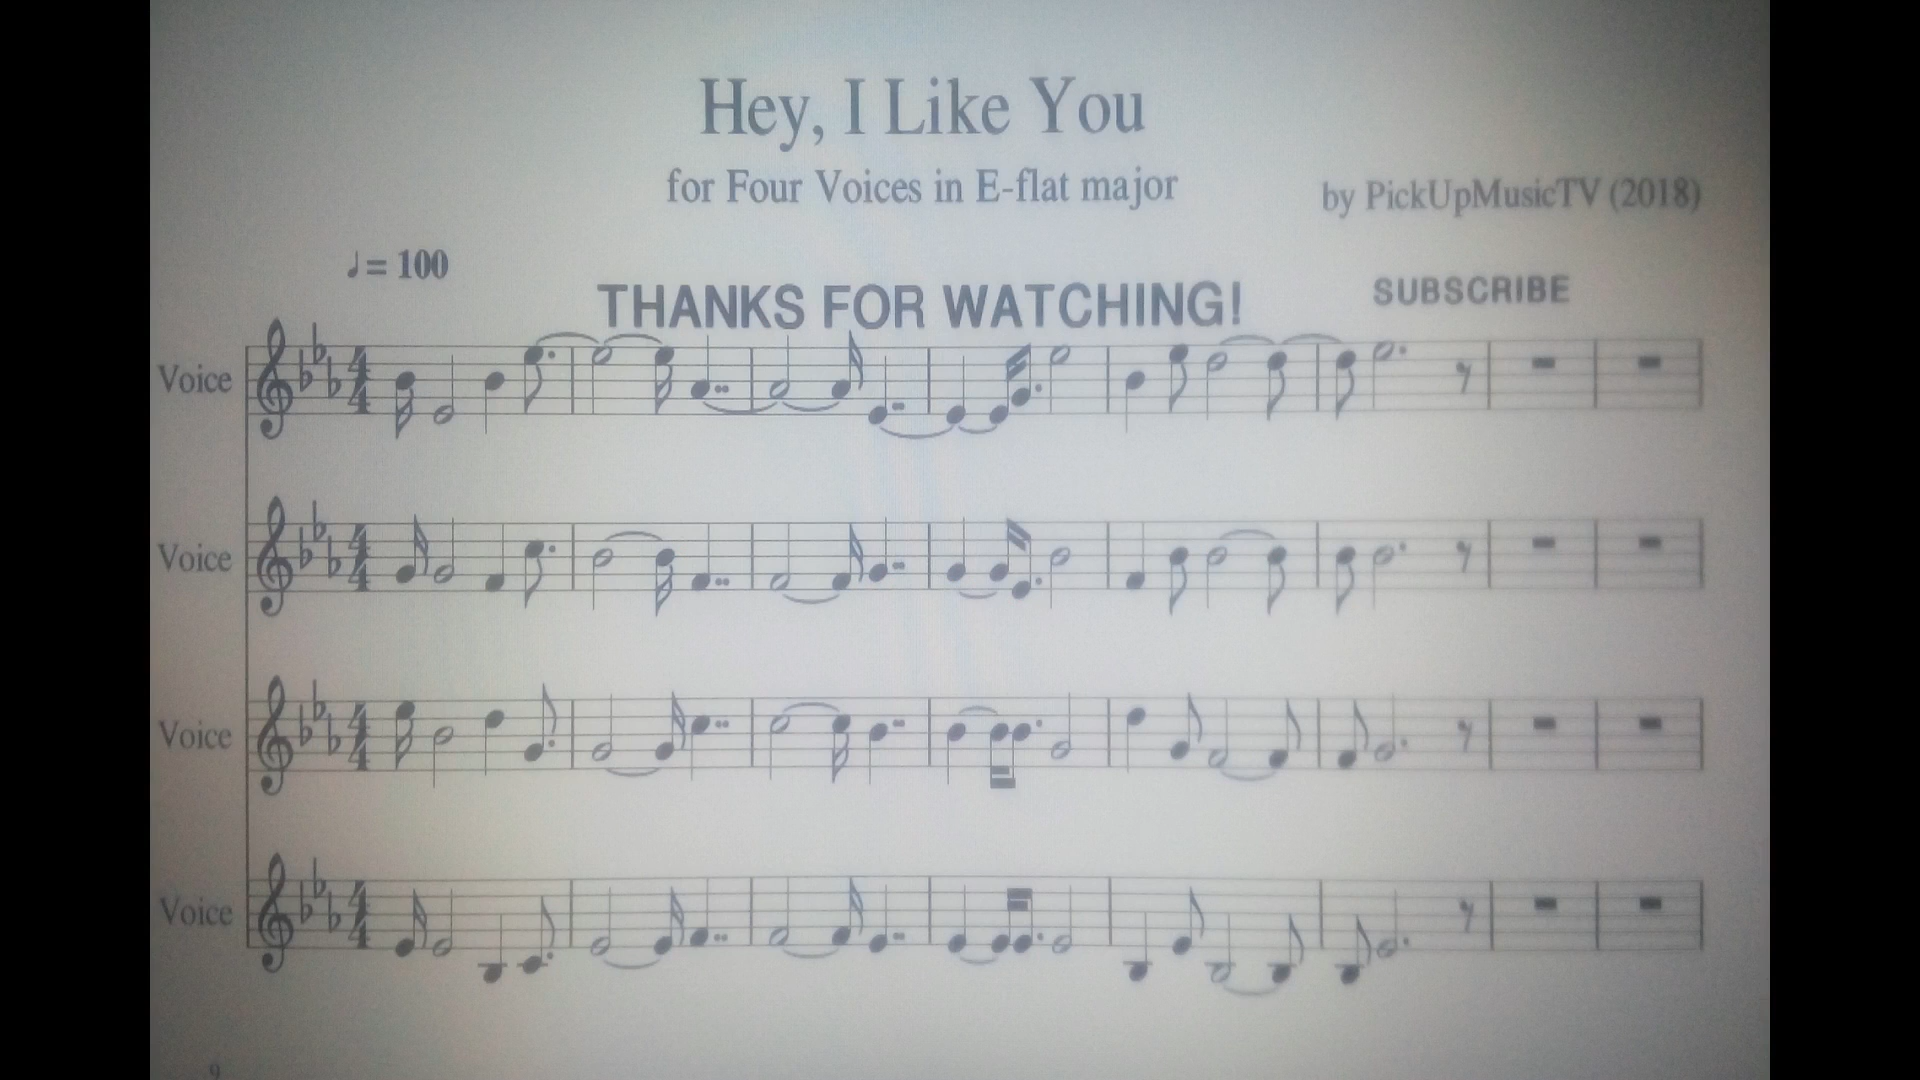 Hey, I Like You
for Four Voices in E-flat major
by PickUpMusicTV (2018)
♩= 100
THANKS FOR WATCHING!
SUBSCRIBE
Voice
Voice
Voice
Voice
9